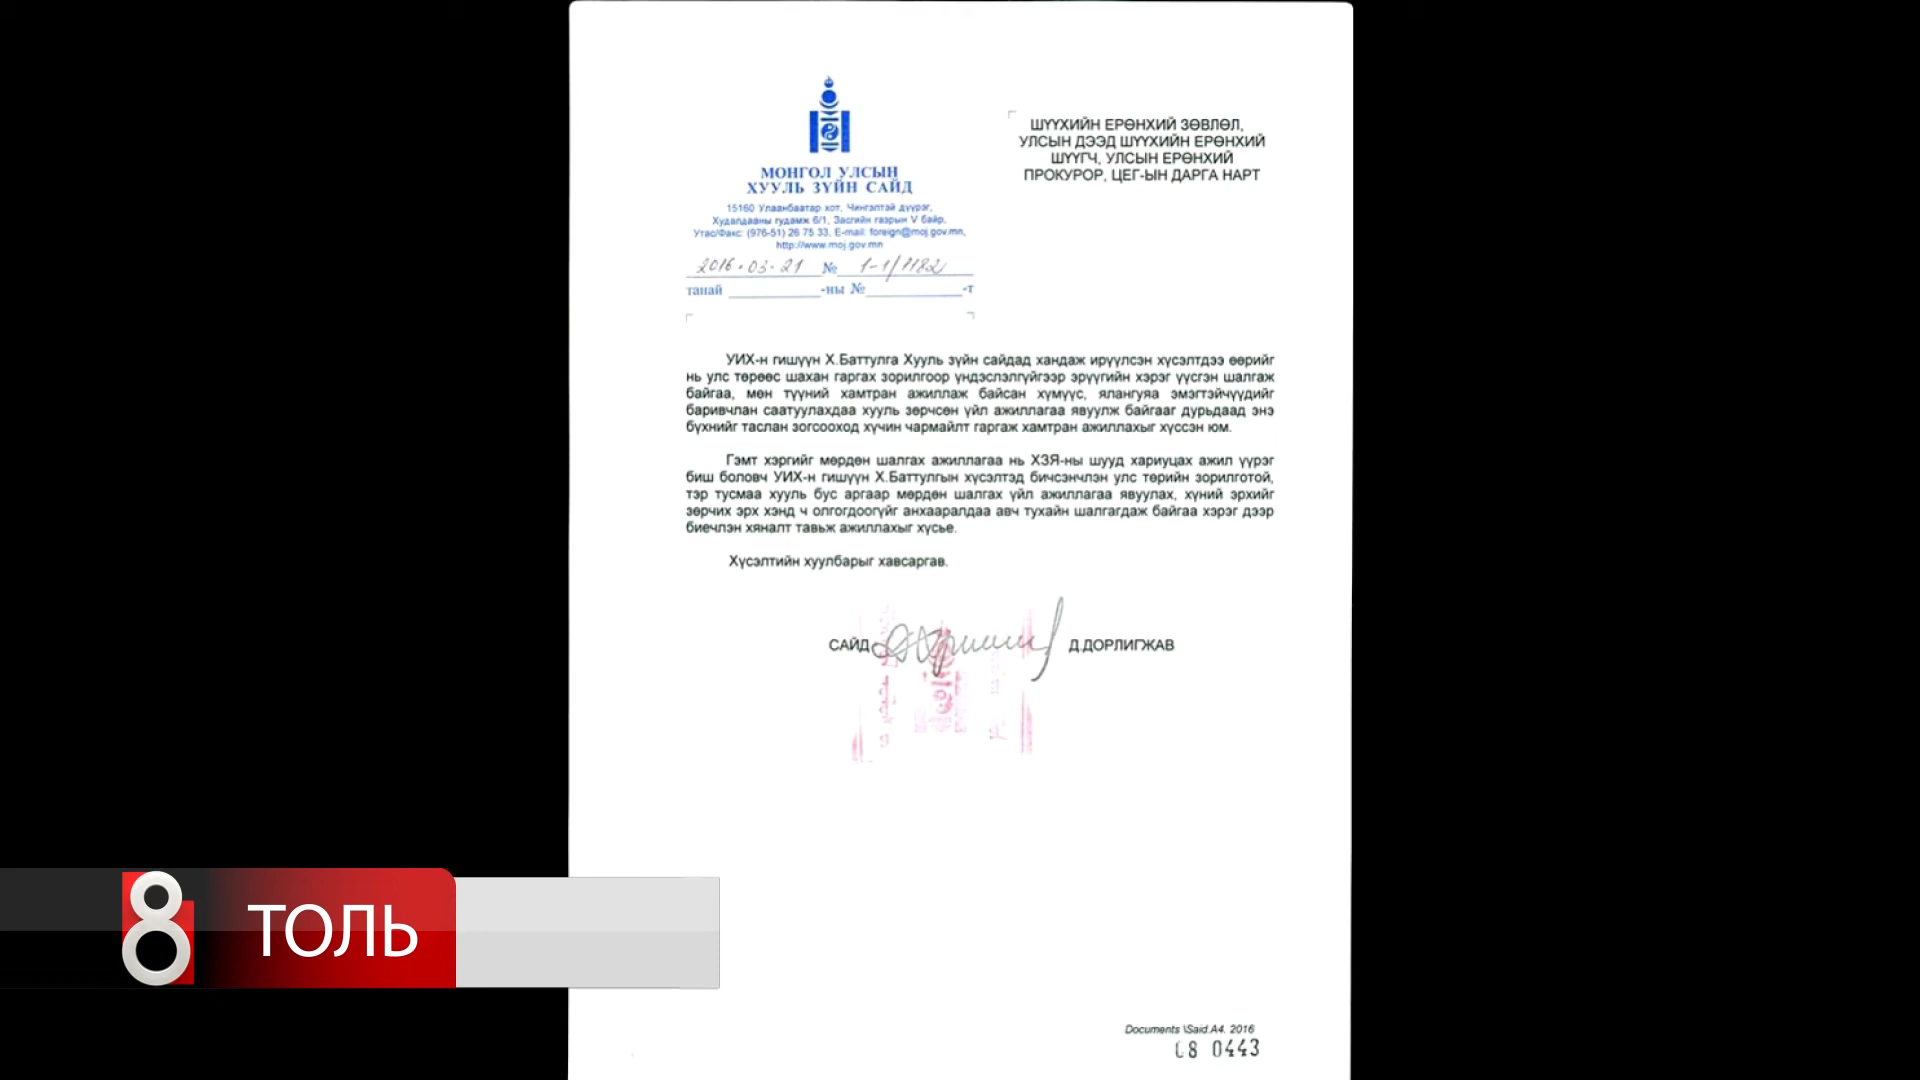 МОНГОЛ УЛСЫН
ХУУЛЬ ЗҮЙН САЙД
15160 Улаанбаатар хот, Чингэлтэй дүүрэг,
Худалдааны гудамж 6/1, Засгийн газрын V байр,
Утас/Факс: (976-51) 26 75 33, E-mail: foreign@moj.gov.mn,
http://www.moj.gov.mn
2016.03.21 № 1-1/1182
танай ____________-ны № ____________-т
ШҮҮХИЙН ЕРӨНХИЙ ЗӨВЛӨЛ,
УЛСЫН ДЭЭД ШҮҮХИЙН ЕРӨНХИЙ
ШҮҮГЧ, УЛСЫН ЕРӨНХИЙ
ПРОКУРОР, ЦЕГ-ЫН ДАРГА НАРТ
УИХ-н гишүүн Х.Баттулга Хууль зүйн сайдад хандаж ирүүлсэн хүсэлтдээ өөрийг
нь улс төрөөс шахан гаргах зорилгоор үндэслэлгүйгээр эрүүгийн хэрэг үүсгэн шалгаж
байгаа, мөн түүний хамтран ажиллаж байсан хүмүүс, ялангуяа эмэгтэйчүүдийг
баривчлан саатуулахдаа хууль зөрчсөн үйл ажиллагаа явуулж байгааг дурьдаад энэ
бүхнийг таслан зогсооход хүчин чармайлт гаргаж хамтран ажиллахыг хүссэн юм.
Гэмт хэргийг мөрдөн шалгах ажиллагаа нь ХЗЯ-ны шууд хариуцах ажил үүрэг
биш боловч УИХ-н гишүүн Х.Баттулгын хүсэлтэд бичсэнчлэн улс төрийн зорилготой,
тэр тусмаа хууль бус аргаар мөрдөн шалгах үйл ажиллагаа явуулах, хүний эрхийг
зөрчих эрх хэнд ч олгогдоогүйг анхааралдаа авч тухайн шалгагдаж байгаа хэрэг дээр
биечлэн хяналт тавьж ажиллахыг хүсье.
Хүсэлтийн хуулбарыг хавсаргав.
САЙД Д.ДОРЛИГЖАВ
8 ТОЛЬ
Documents \Said.A4. 2016
08 0443